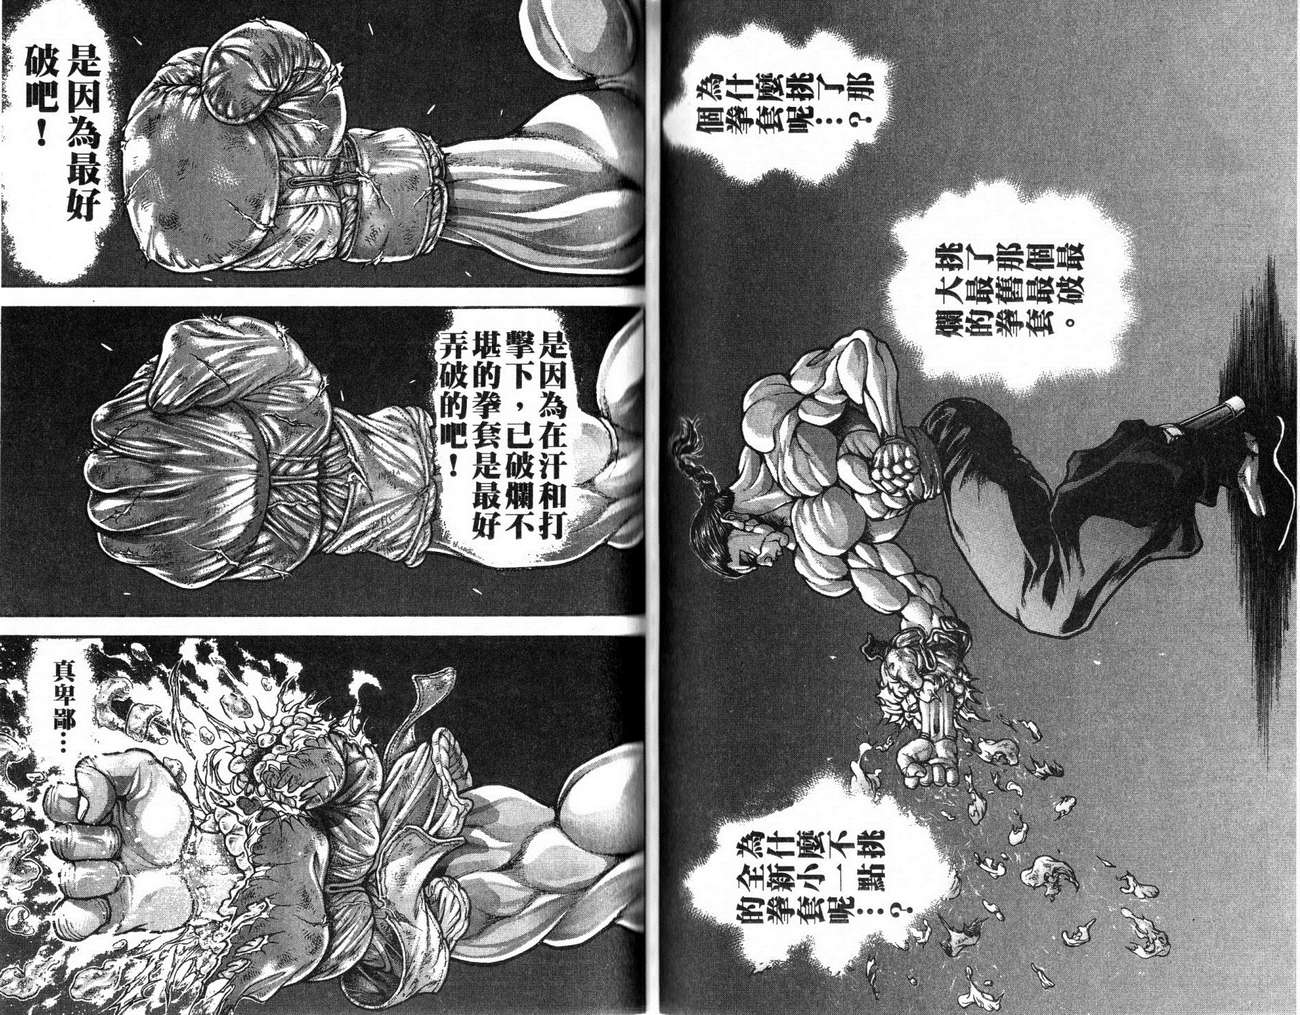 為什麼挑了那
個拳套呢…?
挑了那個最
大最舊最破
爛的拳套。
為什麼不挑
全新小一點
的拳套呢…?
是因為最好
破吧!
是因為在汗和打
擊下,已破爛不
堪的拳套是最好
弄破的吧!
真卑鄙…